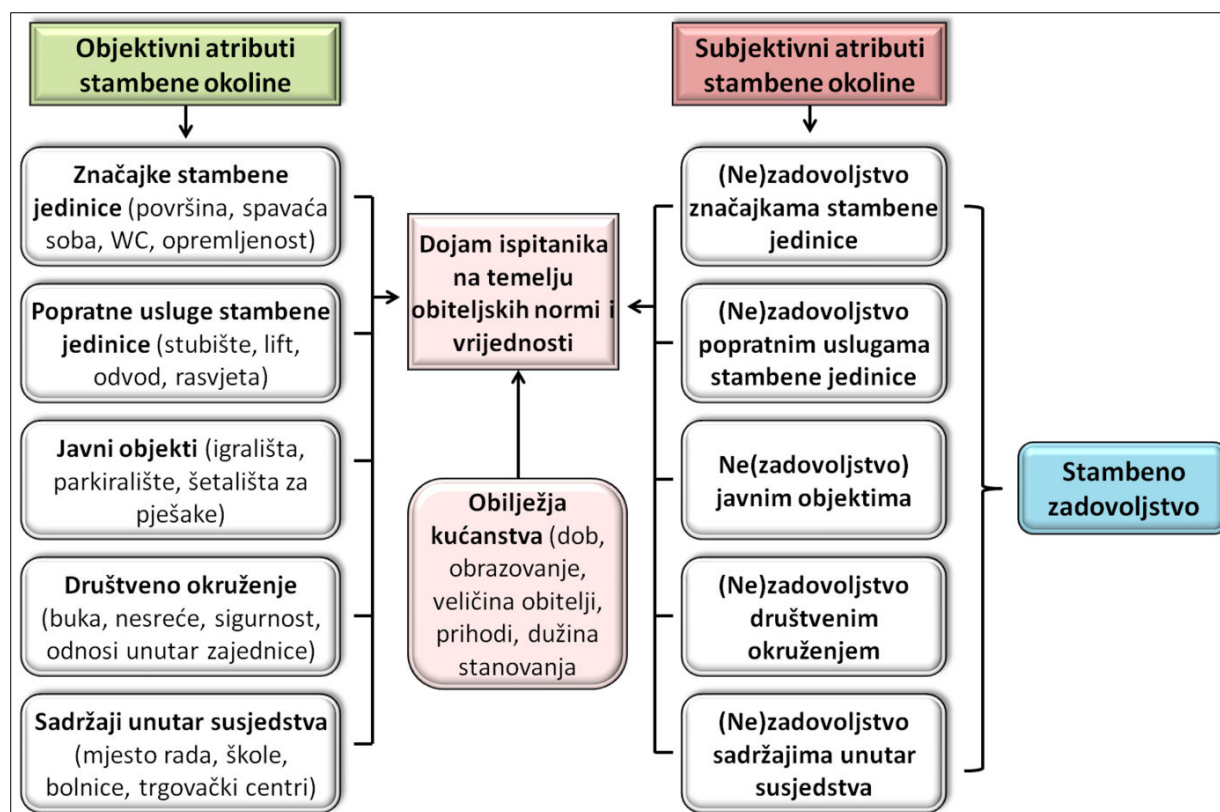 Objektivni atributi
stambene okoline
Značajke stambene
jedinice (površina, spavaća
soba, WC, opremljenost)
Popratne usluge stambene
jedinice (stubište, lift,
odvod, rasvjeta)
Javni objekti (igrališta,
parkiralište, šetališta za
pješake)
Društveno okruženje
(buka, nesreće, sigurnost,
odnosi unutar zajednice)
Sadržaji unutar susjedstva
(mjesto rada, škole,
bolnice, trgovački centri)
Dojam ispitanika
na temelju
obiteljskih normi i
vrijednosti
Obilježja
kućanstva (dob,
obrazovanje,
veličina obitelji,
prihodi, dužina
stanovanja
Subjektivni atributi
stambene okoline
(Ne)zadovoljstvo
značajkama stambene
jedinice
(Ne)zadovoljstvo
popratnim uslugama
stambene jedinice
Ne(zadovoljstvo)
javnim objektima
(Ne)zadovoljstvo
društvenim
okruženjem
(Ne)zadovoljstvo
sadržajima unutar
susjedstva
Stambeno
zadovoljstvo